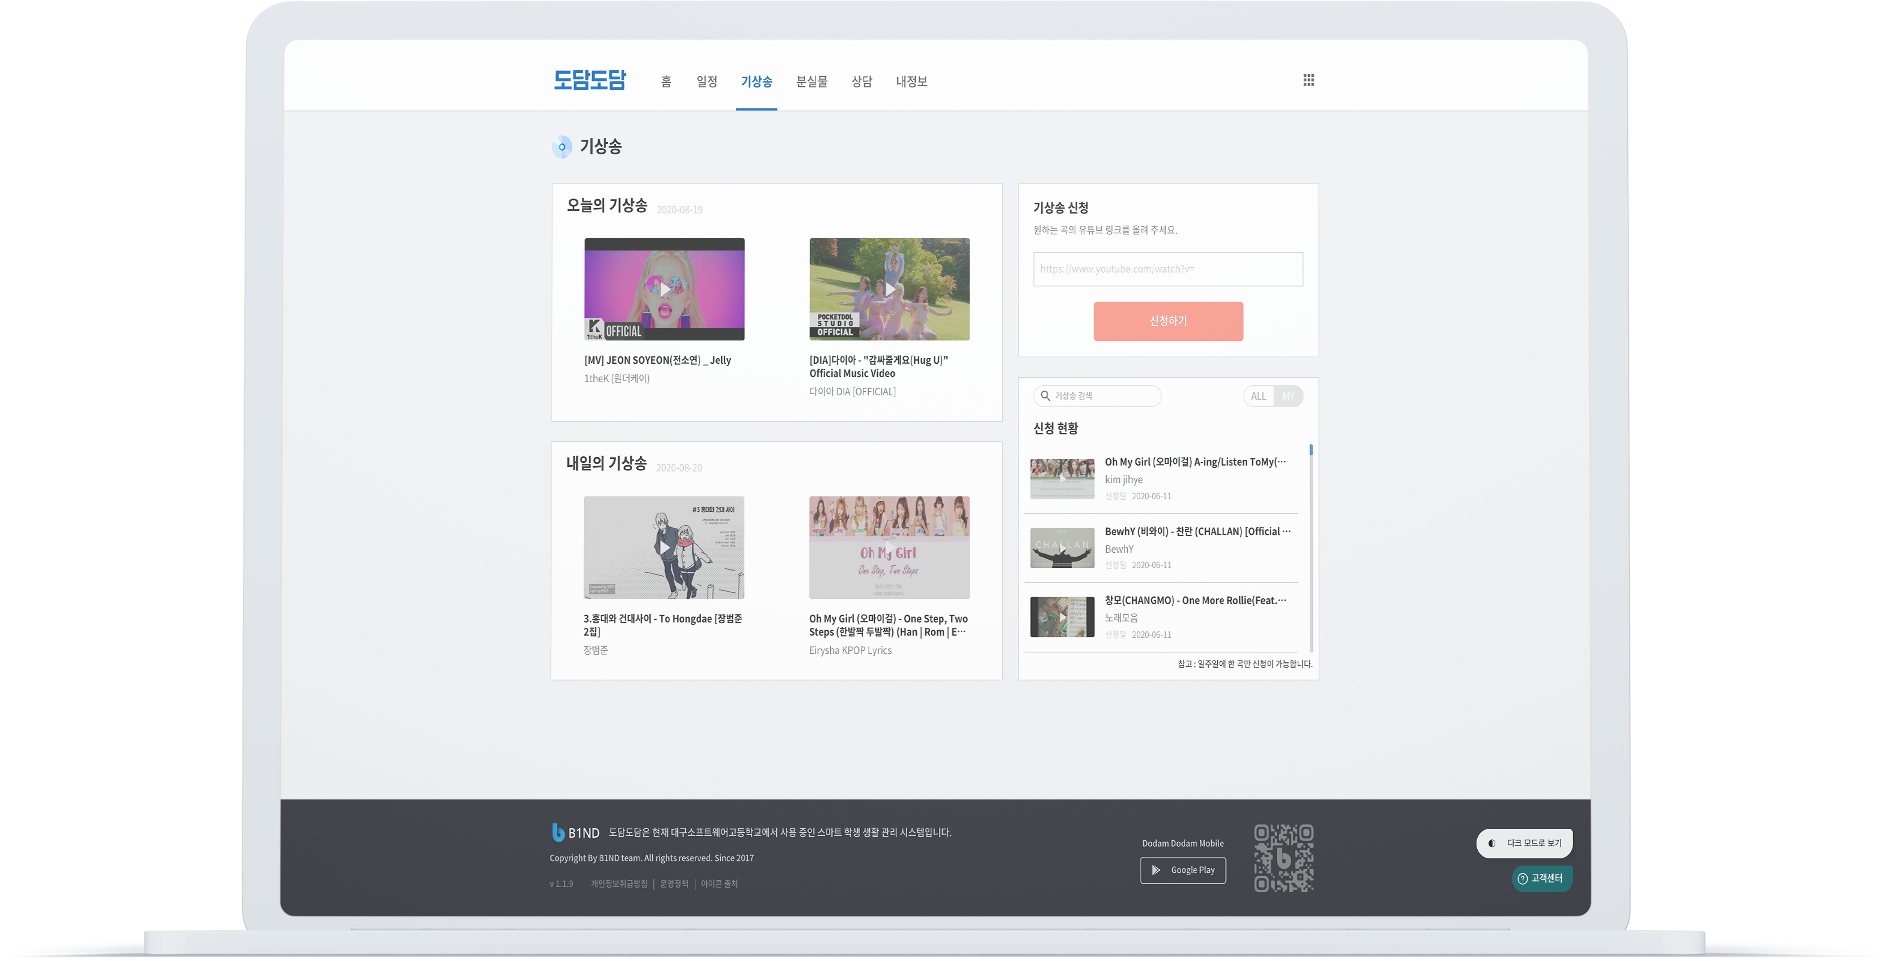 도담도담
홈 일정 기상송 분실물 상담 내정보
기상송
오늘의 기상송 2020-08-19
K
1theK
OFFICIAL
POCKETDOL
STUDIO
OFFICIAL
[MV] JEON SOYEON(전소연) _ Jelly
1theK (원더케이)
[DIA]다이아 - "감싸줄게요(Hug U)"
Official Music Video
다이아 DIA [OFFICIAL]
내일의 기상송 2020-08-20
#3 홍대와 건대 사이
Oh My Girl
One Step, Two Steps
3.홍대와 건대사이 - To Hongdae [장범준
2집]
장범준
Oh My Girl (오마이걸) - One Step, Two
Steps (한발짝 두발짝) (Han | Rom | E···
Eirysha KPOP Lyrics
기상송 신청
원하는 곡의 유튜브 링크를 올려 주세요.
https://www.youtube.com/watch?v=
신청하기
기상송 검색
ALL MY
신청 현황
Oh My Girl (오마이걸) A-ing/Listen ToMy(···
kim jihye
신청일 2020-06-11
CHALLAN
BewhY (비와이) - 찬란 (CHALLAN) [Official ···
BewhY
신청일 2020-06-11
창모(CHANGMO) - One More Rollie(Feat.···
노래모음
신청일 2020-06-11
참고 : 일주일에 한 곡만 신청이 가능합니다.
B1ND 도담도담은 현재 대구소프트웨어고등학교에서 사용 중인 스마트 학생 생활 관리 시스템입니다.
Copyright By B1ND team. All rights reserved. Since 2017
v 1.1.9 개인정보취급방침 | 운영정책 | 아이콘 출처
Dodam Dodam Mobile
Google Play
다크 모드로 보기
고객센터